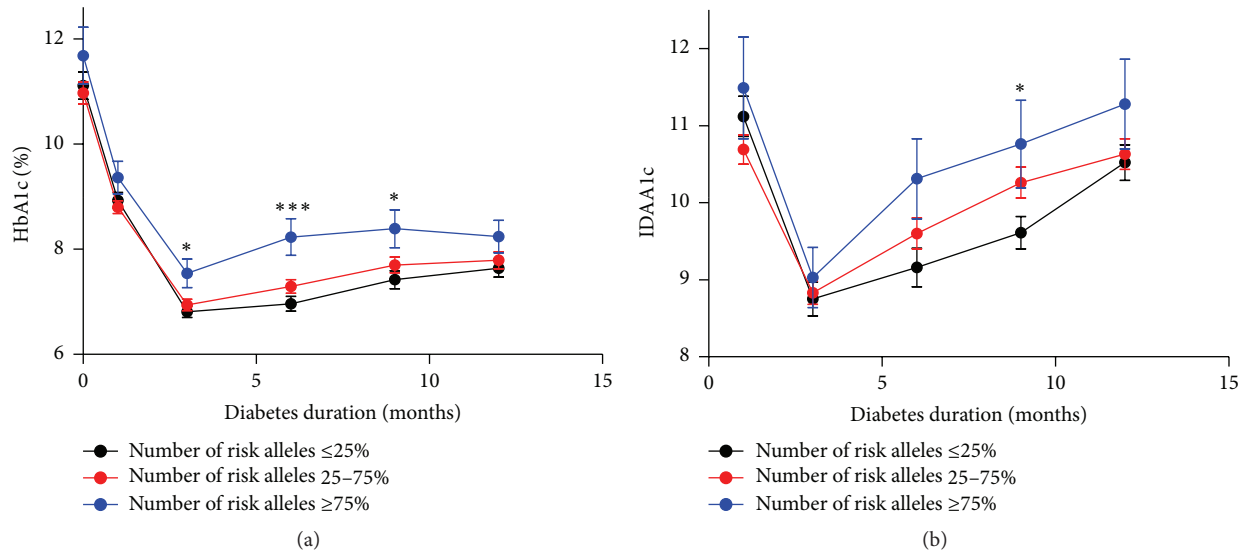 12
10
8
6
HbA1c (%)
*
***
*
0
5
10
15
Diabetes duration (months)
Number of risk alleles ≤25%
Number of risk alleles 25–75%
Number of risk alleles ≥75%
(a)
12
11
10
9
8
IDAA1c
*
0
5
10
15
Diabetes duration (months)
Number of risk alleles ≤25%
Number of risk alleles 25–75%
Number of risk alleles ≥75%
(b)